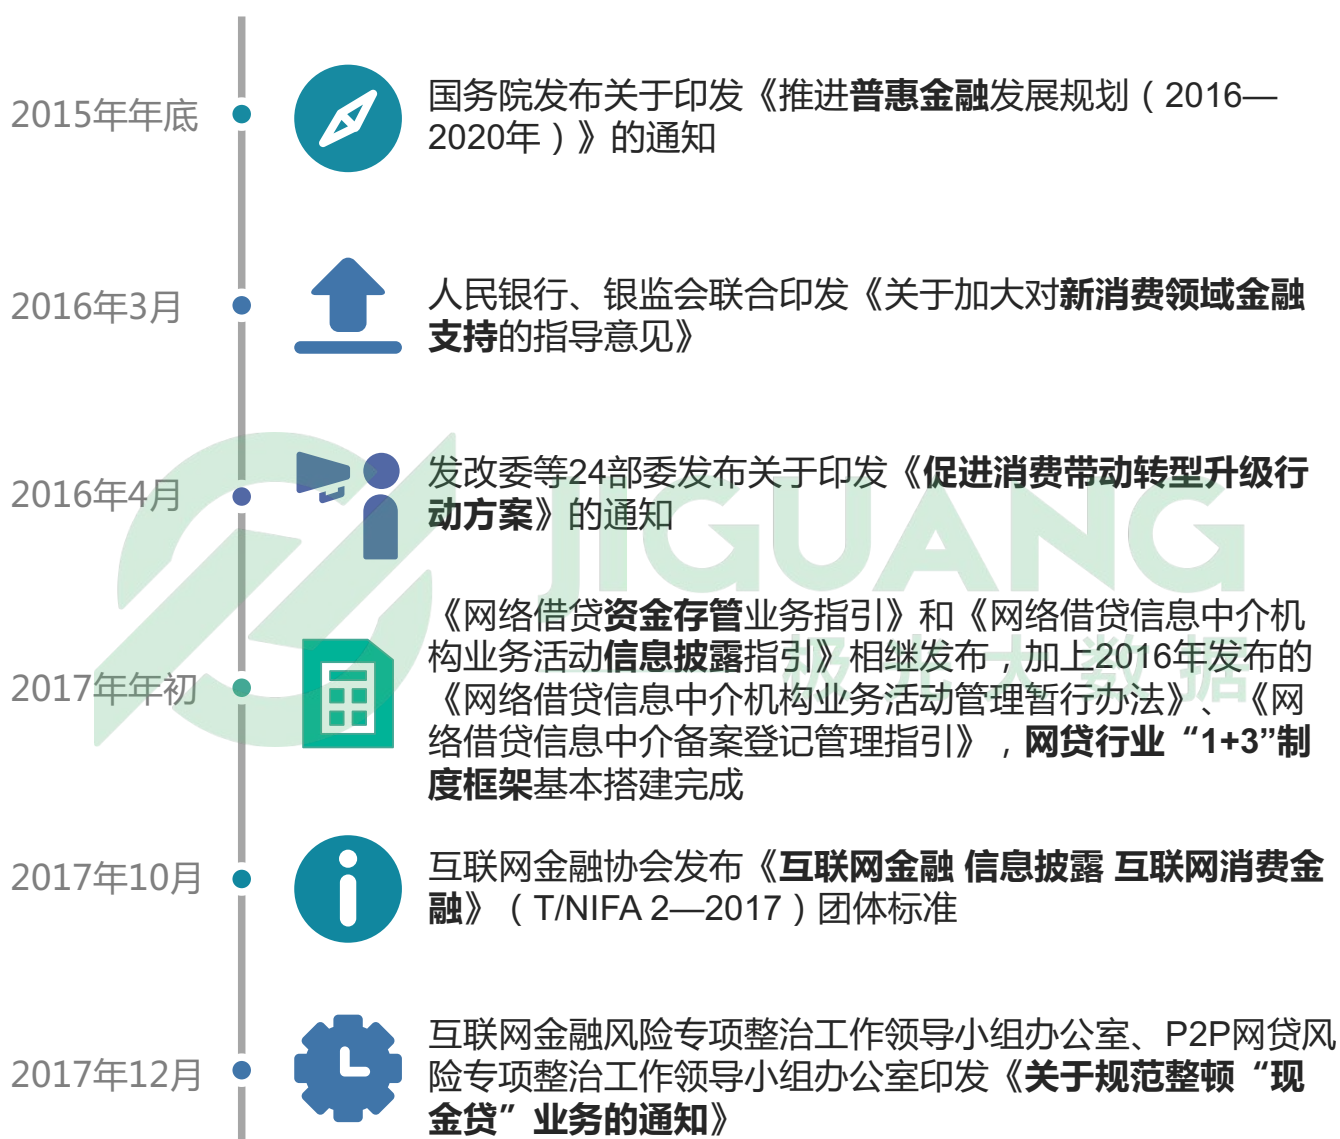 2015年年底
国务院发布关于印发《推进普惠金融发展规划（2016—
2020年）》的通知
2016年3月
人民银行、银监会联合印发《关于加大对新消费领域金融
支持的指导意见》
2016年4月
发改委等24部委发布关于印发《促进消费带动转型升级行
动方案》的通知
JIGUANG
极光大数据
2017年年初
《网络借贷资金存管业务指引》和《网络借贷信息中介机
构业务活动信息披露指引》相继发布，加上2016年发布的
《网络借贷信息中介机构业务活动管理暂行办法》、《网
络借贷信息中介备案登记管理指引》，网贷行业“1+3”制
度框架基本搭建完成
2017年10月
互联网金融协会发布《互联网金融 信息披露 互联网消费金
融》（T/NIFA 2—2017）团体标准
2017年12月
互联网金融风险专项整治工作领导小组办公室、P2P网贷风
险专项整治工作领导小组办公室印发《关于规范整顿“现
金贷”业务的通知》